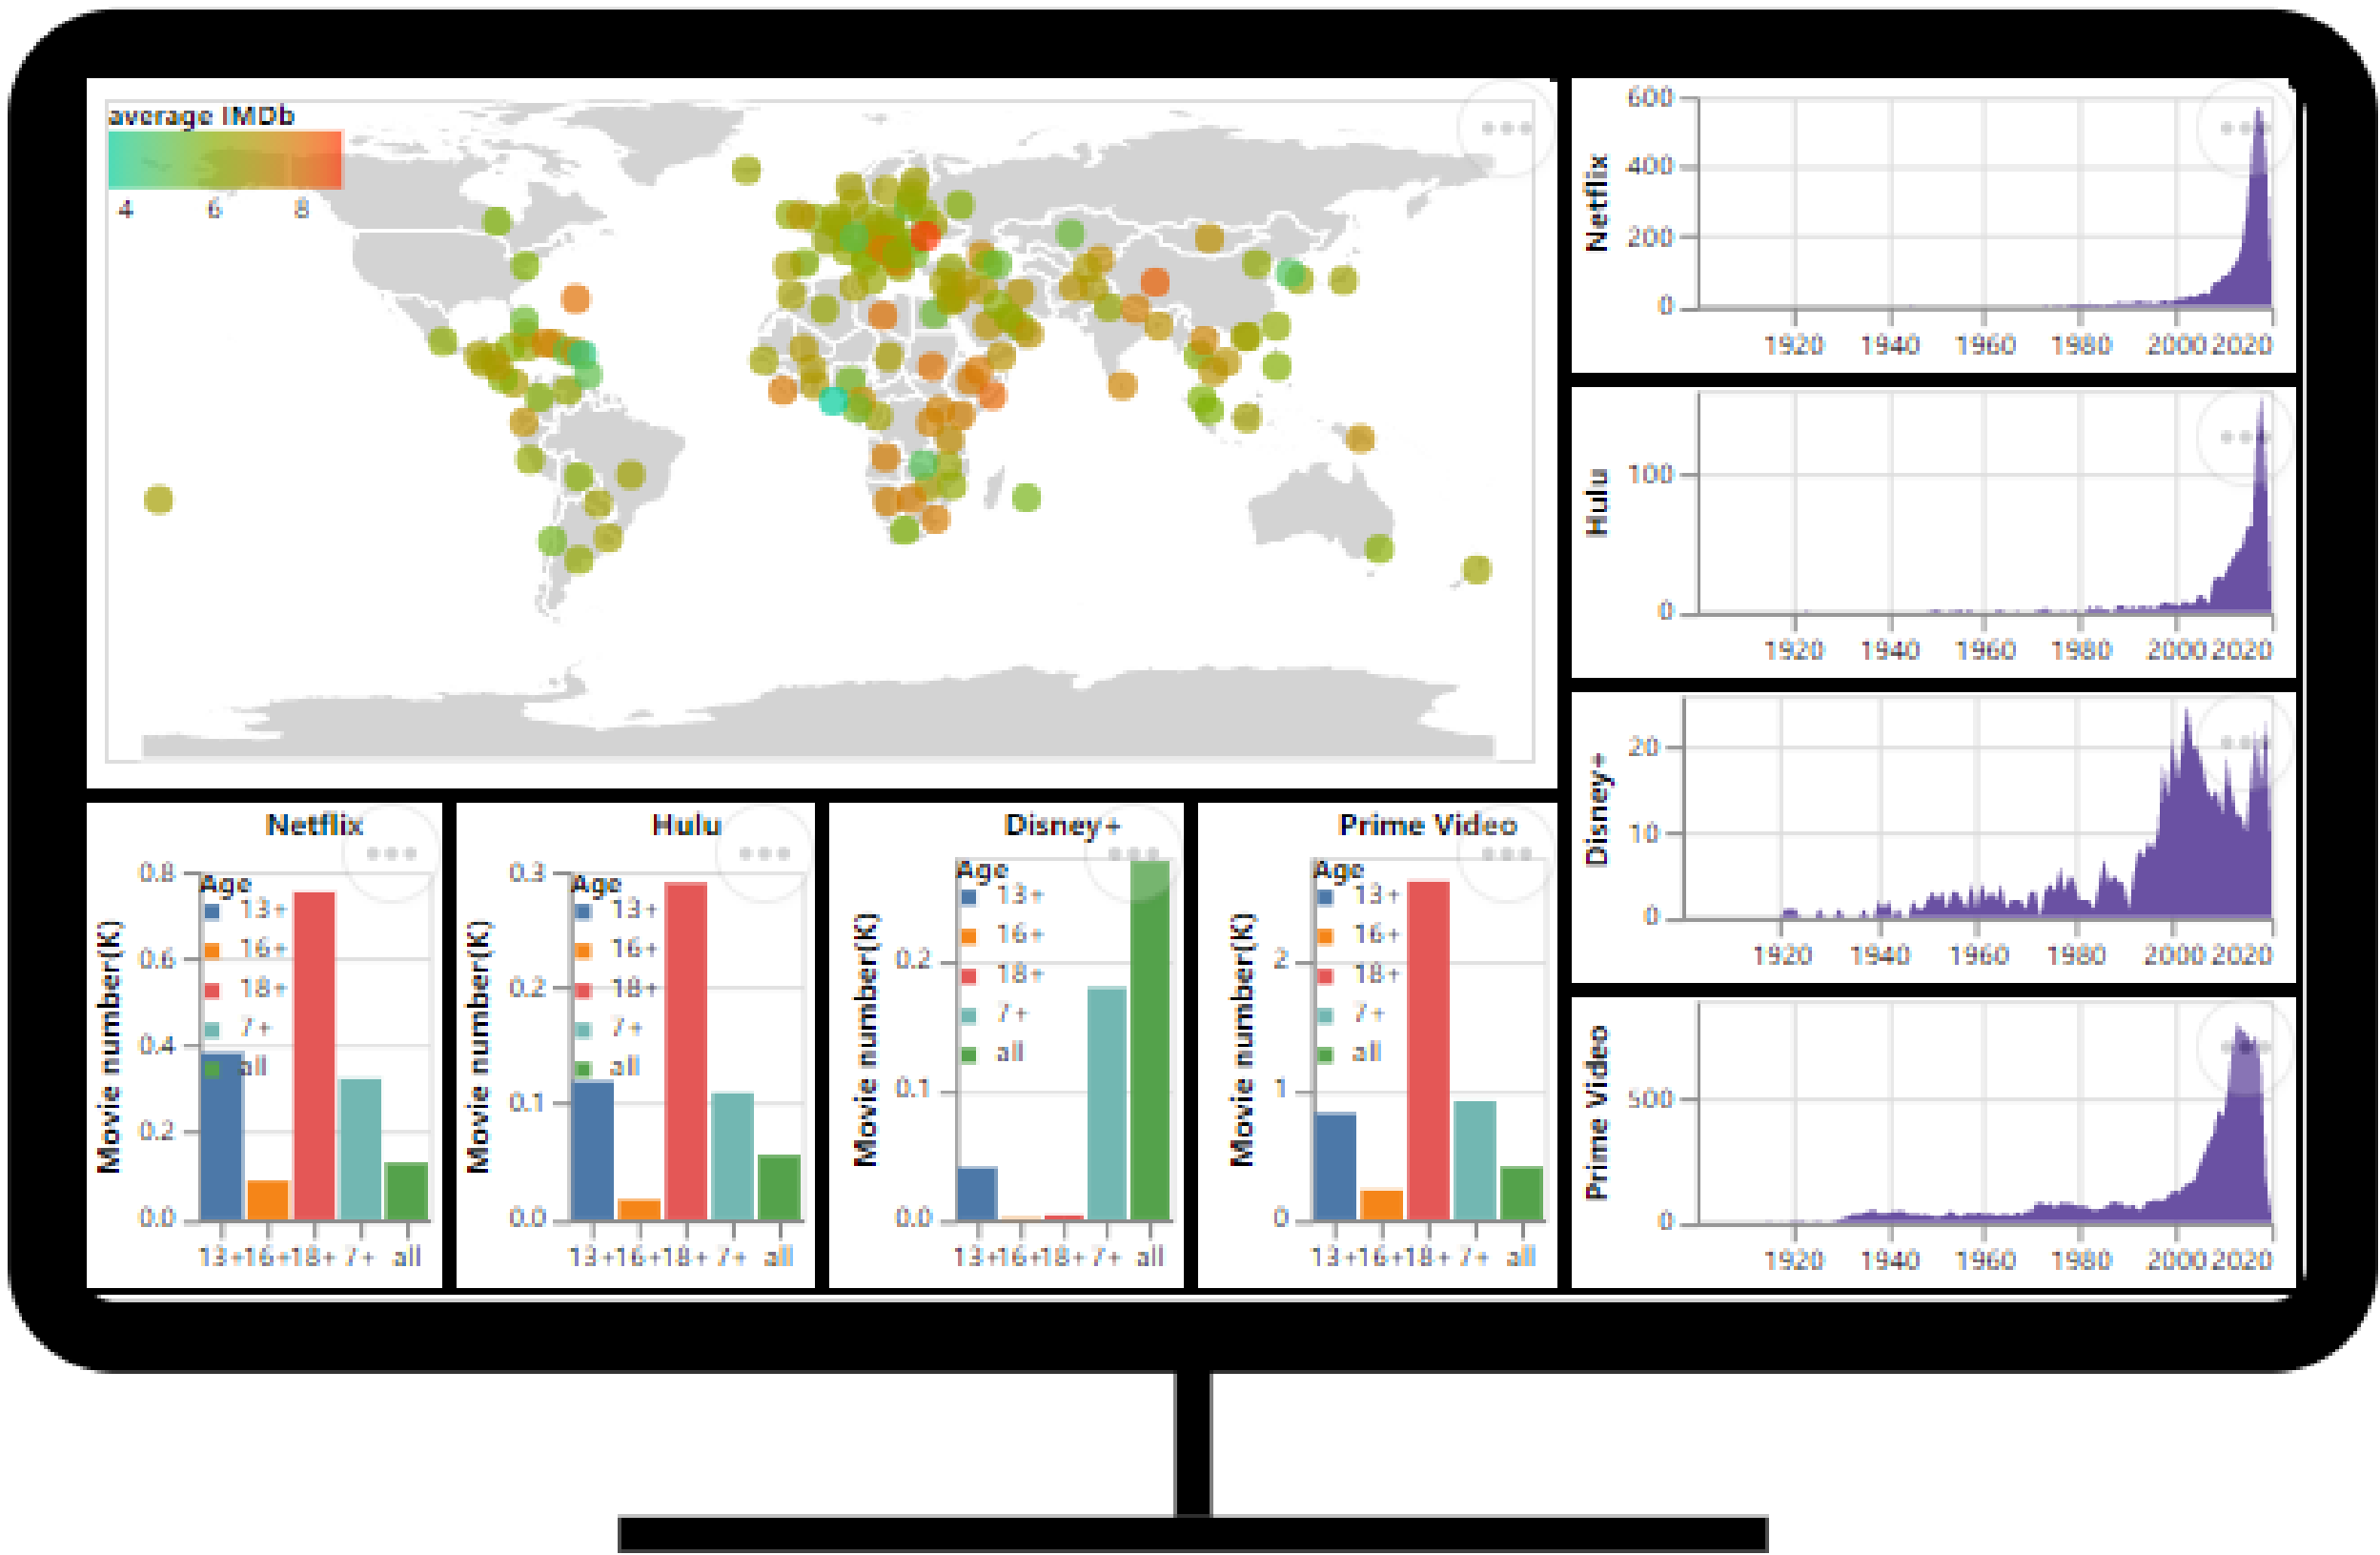 average IMDb
4 6 8
Netflix
600
400
200
0
1920 1940 1960 1980 2000 2020
Hulu
100
0
1920 1940 1960 1980 2000 2020
Disney+
20
10
0
1920 1940 1960 1980 2000 2020
Prime Video
500
0
1920 1940 1960 1980 2000 2020
Netflix
Movie number(K)
0.8
0.6
0.4
0.2
0.0
Age
13+
16+
18+
7+
all
13+ 16+ 18+ 7+ all
Hulu
Movie number(K)
0.3
0.2
0.1
0.0
Age
13+
16+
18+
7+
all
13+ 16+ 18+ 7+ all
Disney+
Movie number(K)
0.2
0.1
0.0
Age
13+
16+
18+
7+
all
13+ 16+ 18+ 7+ all
Prime Video
Movie number(K)
2
1
0
Age
13+
16+
18+
7+
all
13+ 16+ 18+ 7+ all